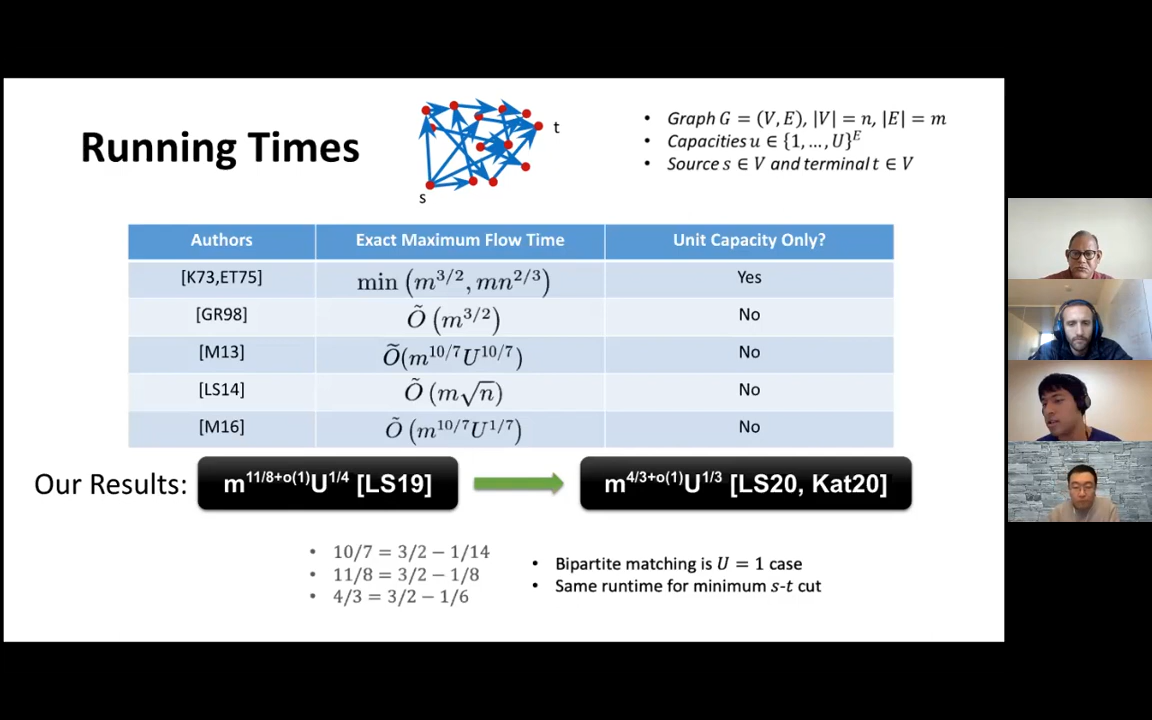 Running Times
s
t
• Graph G = (V, E), |V| = n, |E| = m
• Capacities u ∈ {1, …, U}^E
• Source s ∈ V and terminal t ∈ V
Authors Exact Maximum Flow Time Unit Capacity Only?
[K73,ET75] min (m^{3/2}, mn^{2/3}) Yes
[GR98] Õ (m^{3/2}) No
[M13] Õ(m^{10/7}U^{10/7}) No
[LS14] Õ (m√n) No
[M16] Õ (m^{10/7}U^{1/7}) No
Our Results: m^{11/8+o(1)}U^{1/4} [LS19] m^{4/3+o(1)}U^{1/3} [LS20, Kat20]
• 10/7 = 3/2 − 1/14
• 11/8 = 3/2 − 1/8
• 4/3 = 3/2 − 1/6
• Bipartite matching is U = 1 case
• Same runtime for minimum s-t cut